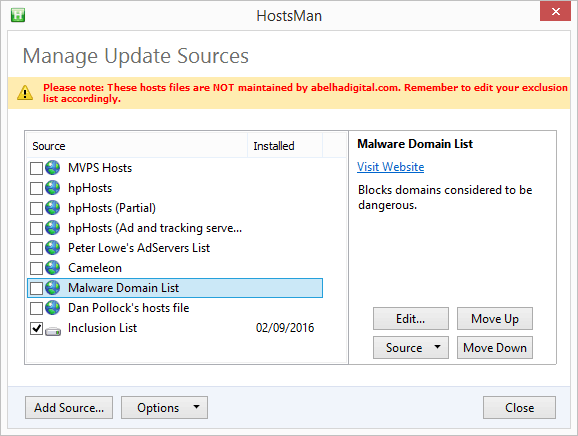 HostsMan
Manage Update Sources
Please note: These hosts files are NOT maintained by abelhadigital.com. Remember to edit your exclusion
list accordingly.
Source Installed
MVPS Hosts
hpHosts
hpHosts (Partial)
hpHosts (Ad and tracking serve...
Peter Lowe's AdServers List
Cameleon
Malware Domain List
Dan Pollock's hosts file
Inclusion List 02/09/2016
Malware Domain List
Visit Website
Blocks domains considered to be
dangerous.
Edit... Move Up
Source Move Down
Add Source... Options Close